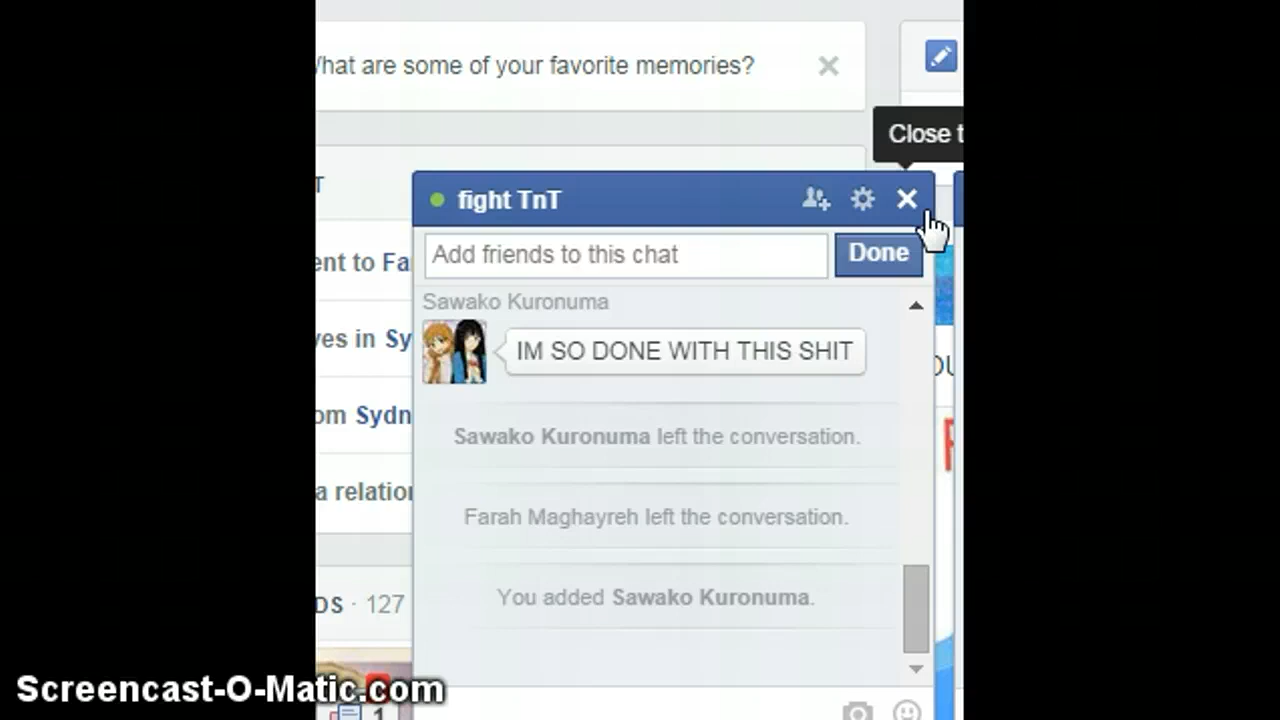 What are some of your favorite memories?
Close t
T
fight TnT
Add friends to this chat
Done
ent to Fa
Sawako Kuronuma
ves in Sy
IM SO DONE WITH THIS SHIT
om Sydn
Sawako Kuronuma left the conversation.
a relation
Farah Maghayreh left the conversation.
DS · 127
You added Sawako Kuronuma.
1
Screencast-O-Matic.com